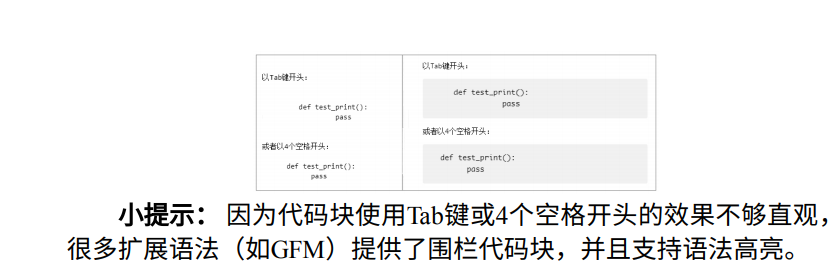 以Tab键开头：
def test_print():
pass
或者以4个空格开头：
def test_print():
pass
以Tab键开头：
def test_print():
pass
或者以4个空格开头：
def test_print():
pass
小提示： 因为代码块使用Tab键或4个空格开头的效果不够直观，
很多扩展语法（如GFM）提供了围栏代码块，并且支持语法高亮。